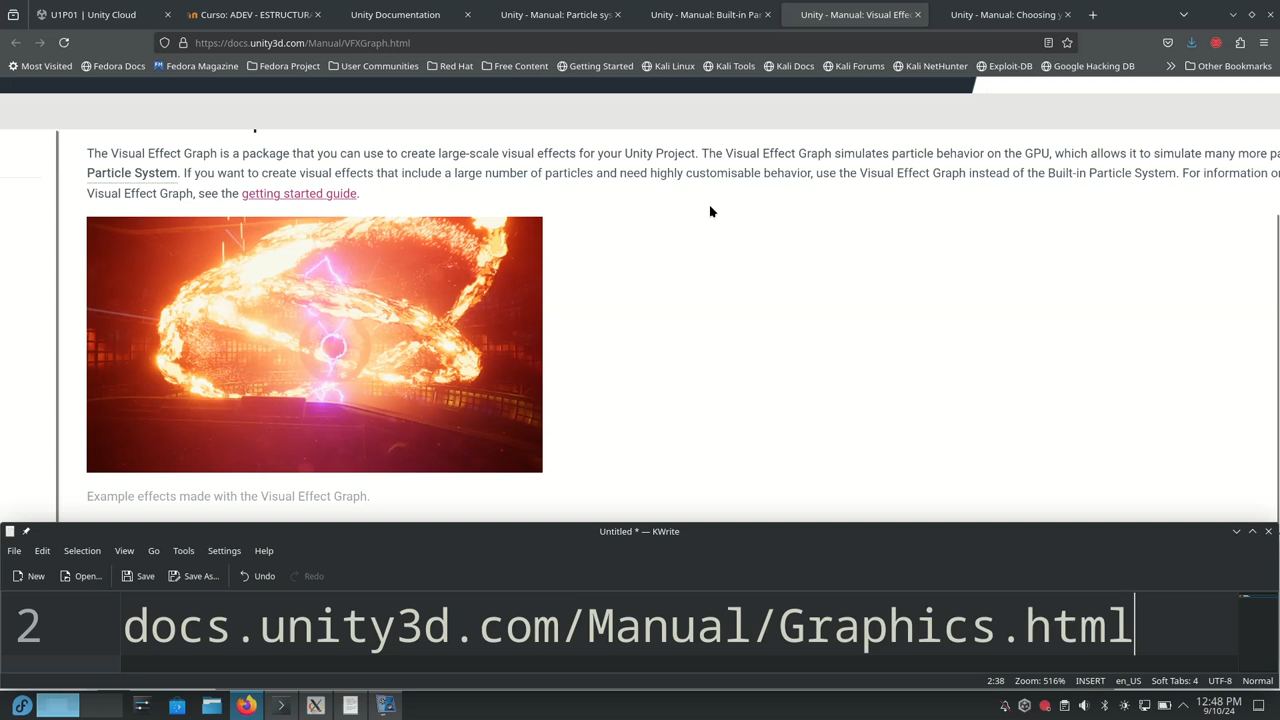 U1P01 | Unity Cloud
Curso: ADEV - ESTRUCTURA
Unity Documentation
Unity - Manual: Particle sys
Unity - Manual: Built-in Par
Unity - Manual: Visual Effec
Unity - Manual: Choosing y
https://docs.unity3d.com/Manual/VFXGraph.html
Most Visited
Fedora Docs
Fedora Magazine
Fedora Project
User Communities
Red Hat
Free Content
Getting Started
Kali Linux
Kali Tools
Kali Docs
Kali Forums
Kali NetHunter
Exploit-DB
Google Hacking DB
Other Bookmarks
The Visual Effect Graph is a package that you can use to create large-scale visual effects for your Unity Project. The Visual Effect Graph simulates particle behavior on the GPU, which allows it to simulate many more pa
Particle System. If you want to create visual effects that include a large number of particles and need highly customisable behavior, use the Visual Effect Graph instead of the Built-in Particle System. For information on
Visual Effect Graph, see the getting started guide.
Example effects made with the Visual Effect Graph.
Untitled * — KWrite
File Edit Selection View Go Tools Settings Help
New Open... Save Save As... Undo Redo
2 docs.unity3d.com/Manual/Graphics.html
2:38 Zoom: 516% INSERT en_US Soft Tabs: 4 UTF-8 Normal
12:48 PM
9/10/24